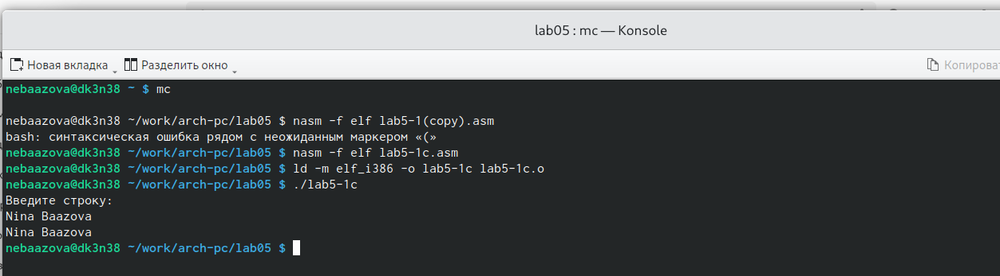 lab05 : mc — Konsole
Новая вкладка Разделить окно Копироват
nebaazova@dk3n38 ~ $ mc
nebaazova@dk3n38 ~/work/arch-pc/lab05 $ nasm -f elf lab5-1(copy).asm
bash: синтаксическая ошибка рядом с неожиданным маркером «(»
nebaazova@dk3n38 ~/work/arch-pc/lab05 $ nasm -f elf lab5-1c.asm
nebaazova@dk3n38 ~/work/arch-pc/lab05 $ ld -m elf_i386 -o lab5-1c lab5-1c.o
nebaazova@dk3n38 ~/work/arch-pc/lab05 $ ./lab5-1c
Введите строку:
Nina Baazova
Nina Baazova
nebaazova@dk3n38 ~/work/arch-pc/lab05 $